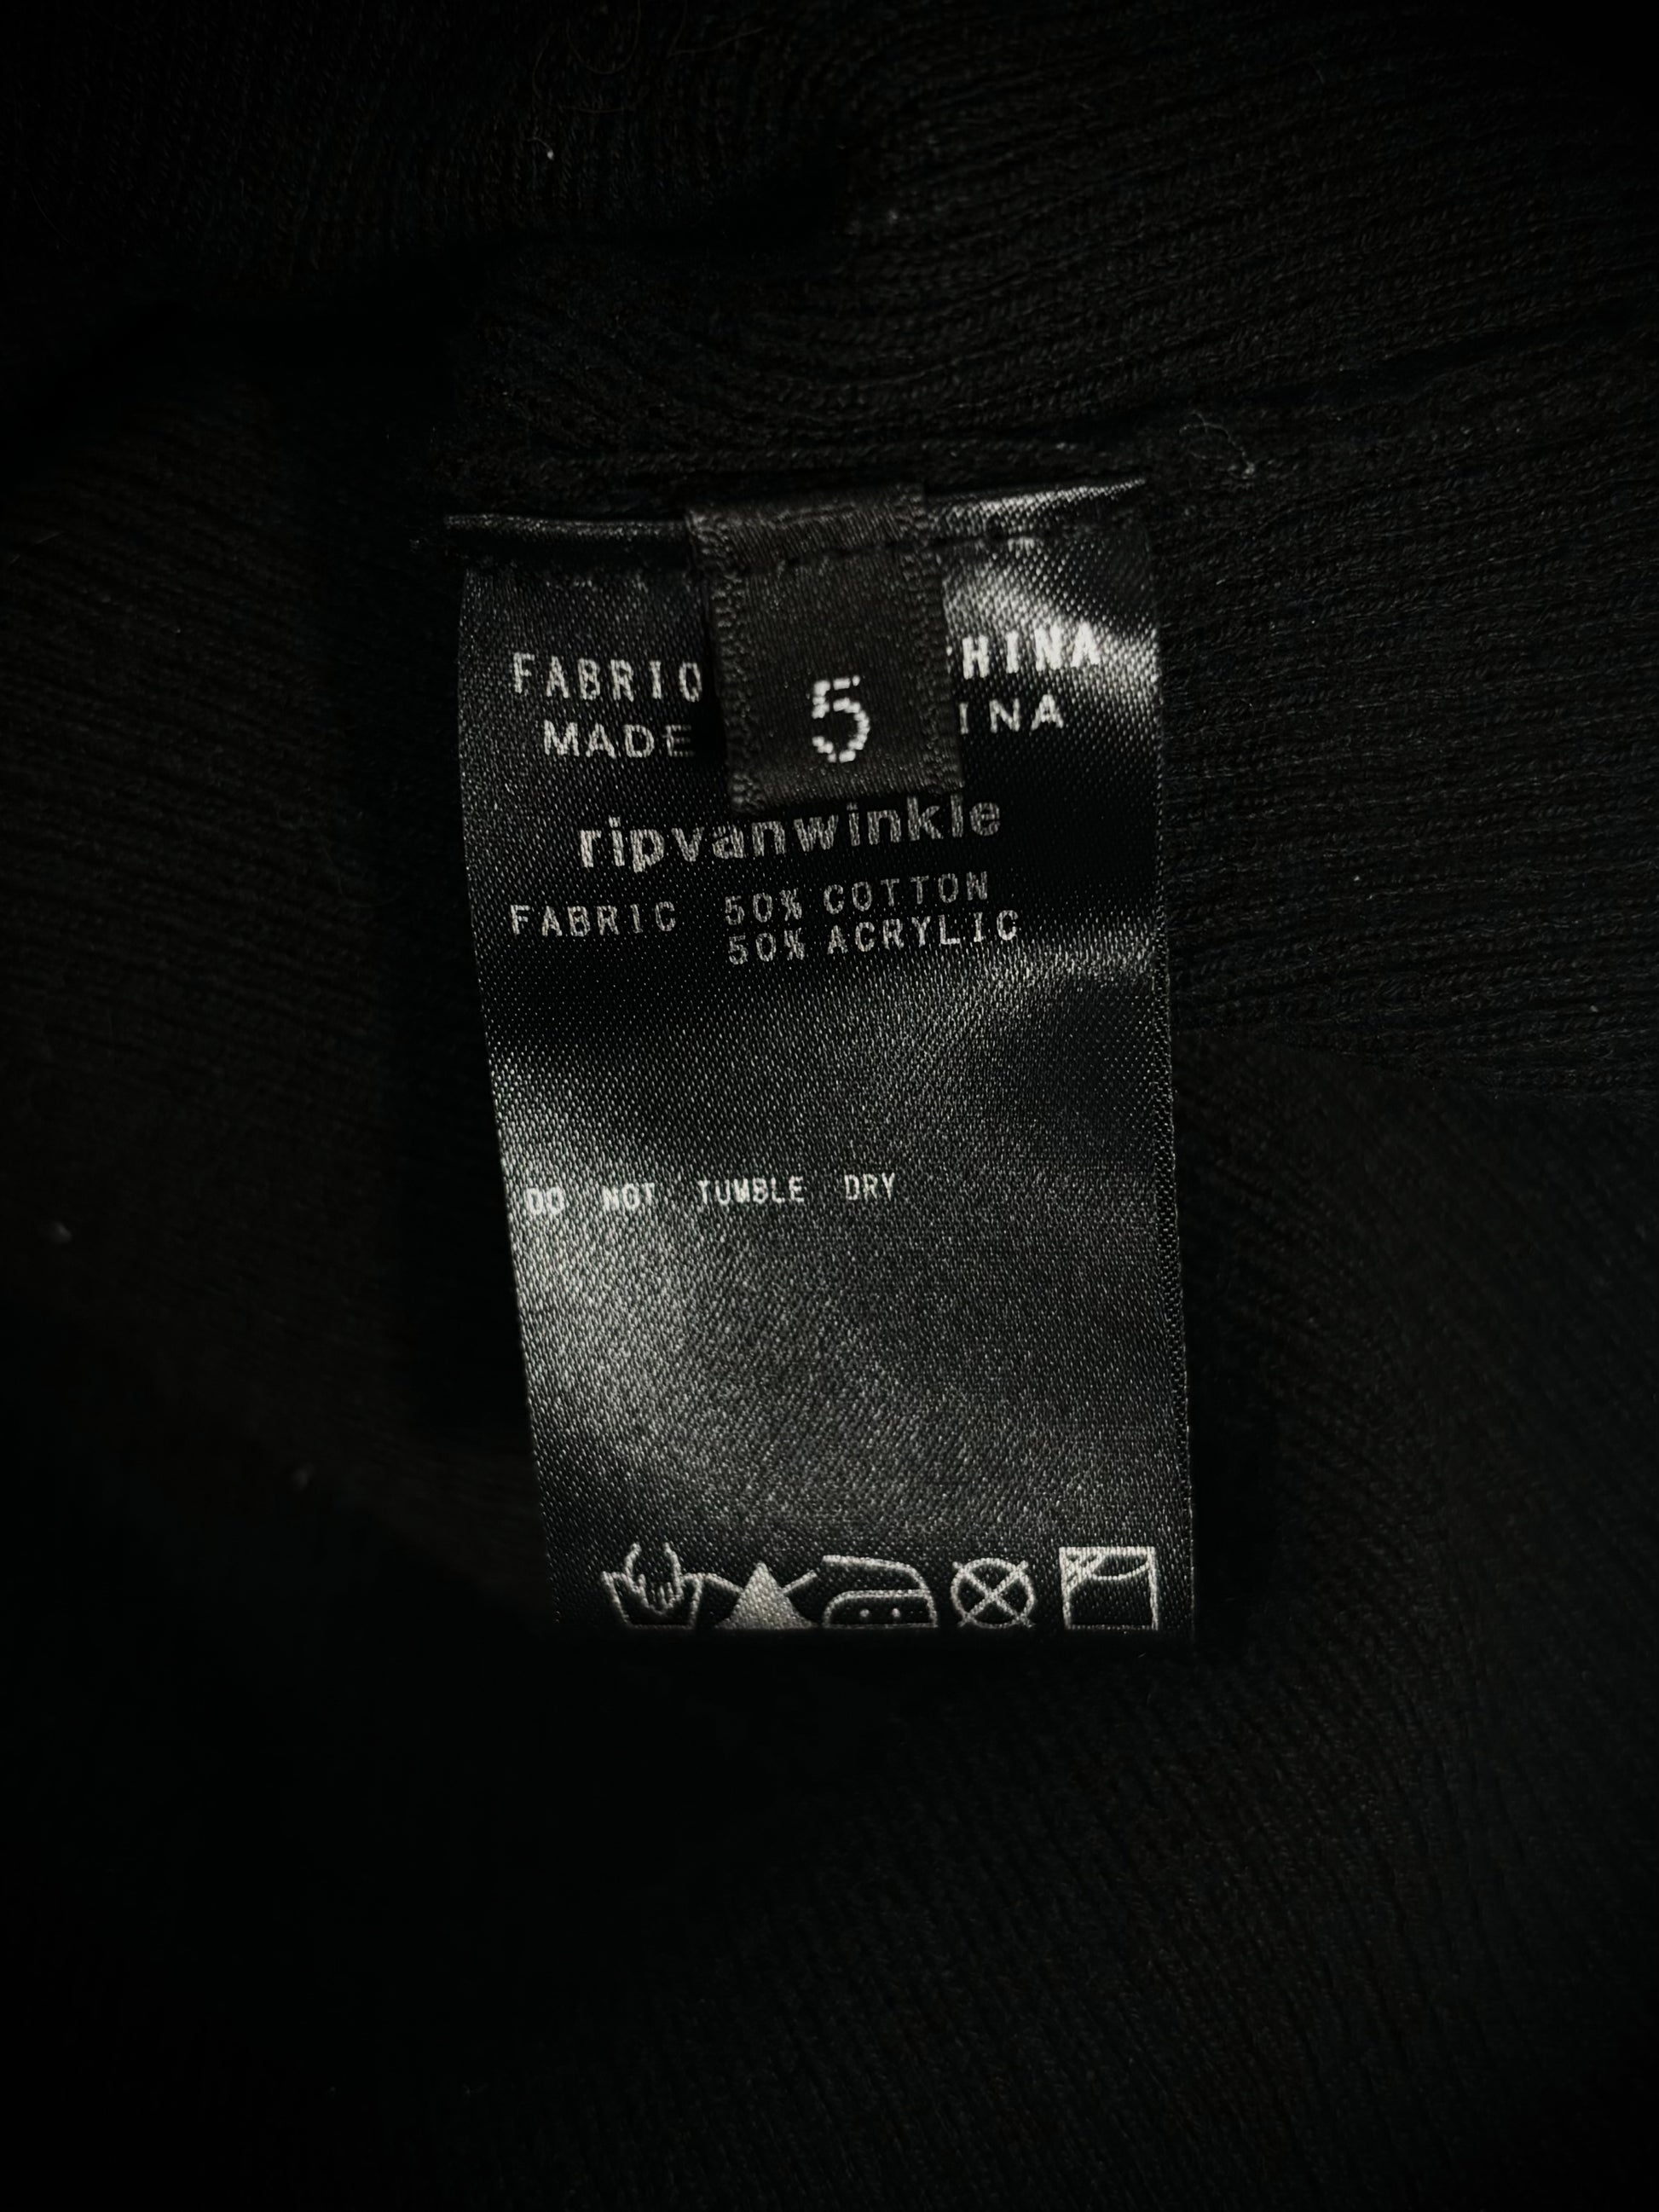 FABRIC HINA
5
MADE INA
ripvanwinkle
FABRIC 50% COTTON
50% ACRYLIC
DO NOT TUMBLE DRY